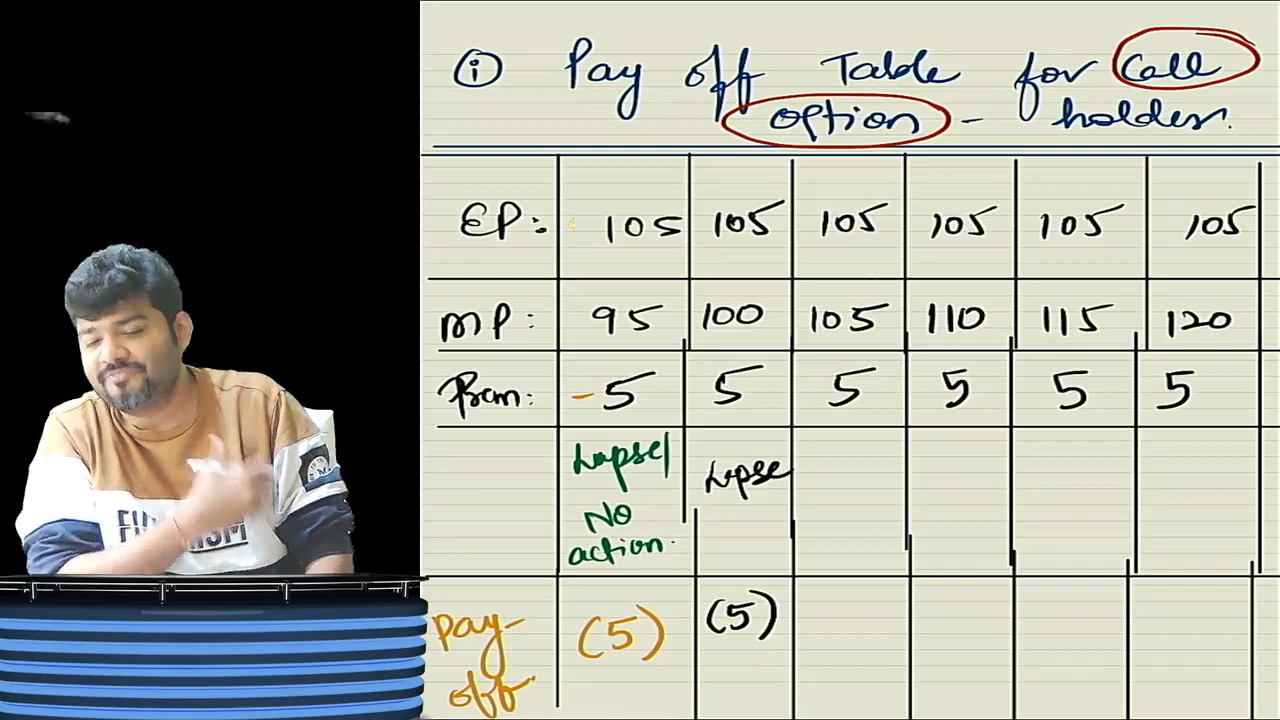 (i) Pay off Table for Call
option - holder.
EP: 105 105 105 105 105 105
MP: 95 100 105 110 115 120
Prem: -5 5 5 5 5 5
Lapse/ Lapse
No
action.
Pay- (5) (5)
off